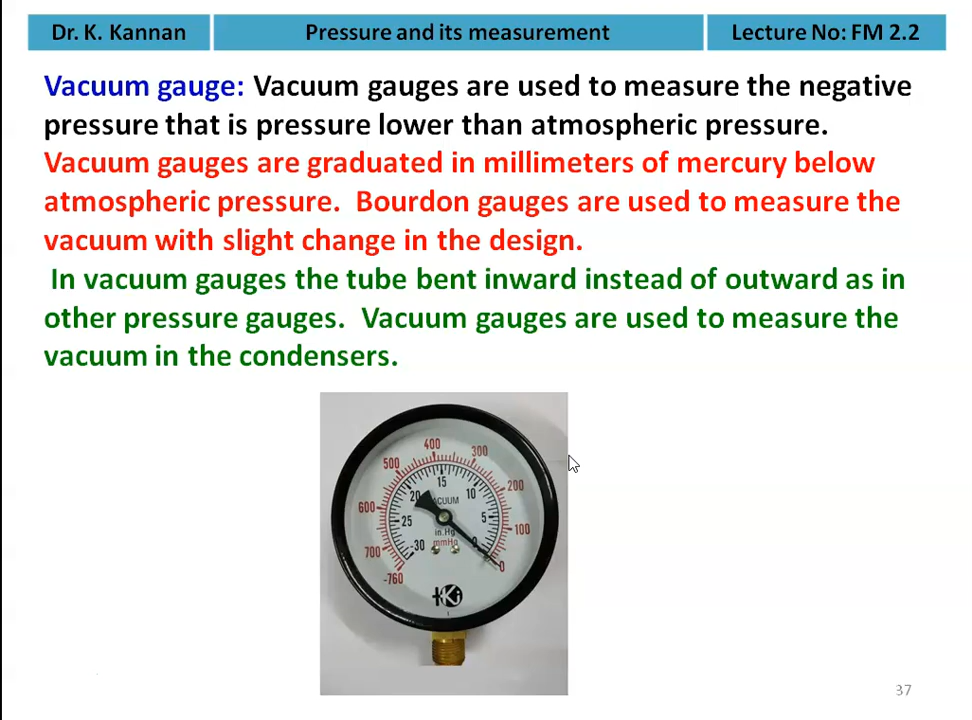 Dr. K. Kannan
Pressure and its measurement
Lecture No: FM 2.2
Vacuum gauge: Vacuum gauges are used to measure the negative
pressure that is pressure lower than atmospheric pressure.
Vacuum gauges are graduated in millimeters of mercury below
atmospheric pressure. Bourdon gauges are used to measure the
vacuum with slight change in the design.
In vacuum gauges the tube bent inward instead of outward as in
other pressure gauges. Vacuum gauges are used to measure the
vacuum in the condensers.
400
500
300
15
20
10
200
ACUUM
600
25
5
100
in.Hg
mmHg
700
-30
0
0
-760
37